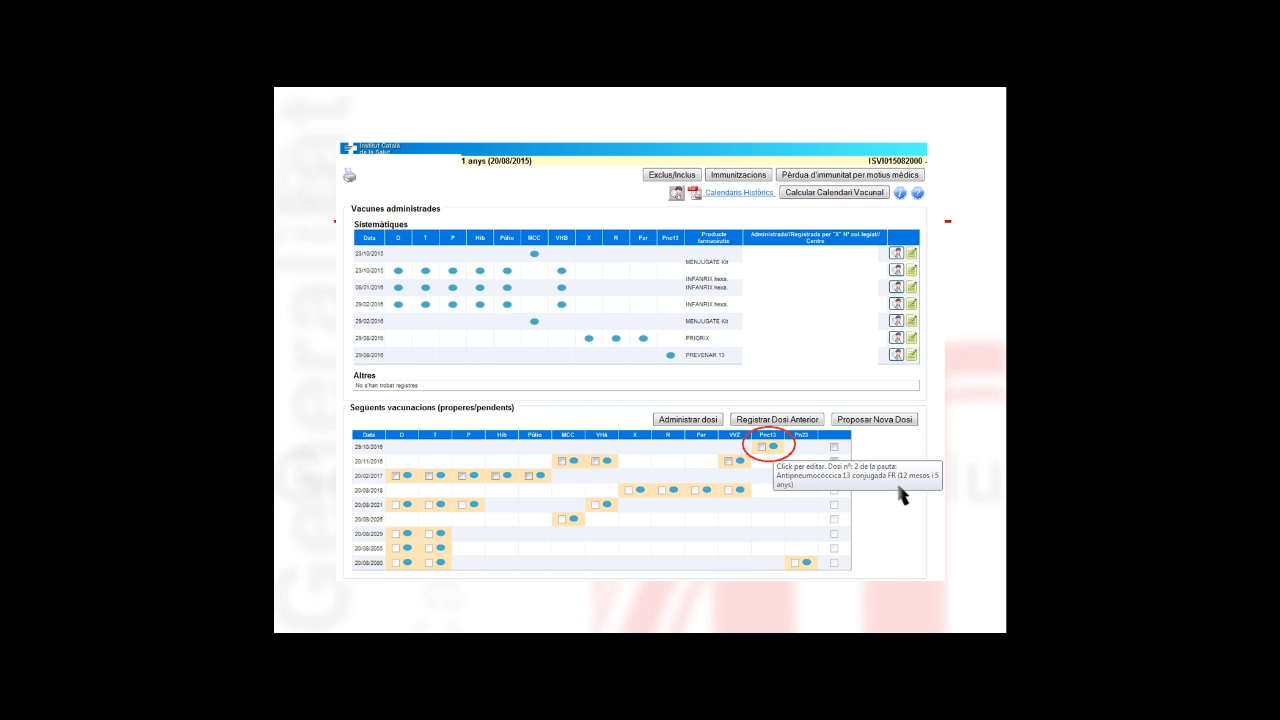 Institut Català
de la Salut
1 anys (20/08/2015) ISVI015082000 -
Exclus/Inclus Immunitzacions Pèrdua d'immunitat per motius mèdics
Calendaris Històrics Calcular Calendari Vacunal
Vacunes administrades
Sistemàtiques
Data D T P Hib Pólio MCC VHB X R Par Pnc13 Producte farmacèutic Administrada//Registrada per "X" Nº col.legiat// Centre
23/10/2015 MENJUGATE Kit
23/10/2015 INFANRIX hexa.
08/01/2016 INFANRIX hexa.
29/02/2016 INFANRIX hexa.
29/02/2016 MENJUGATE Kit
29/08/2016 PRIORIX
29/08/2016 PREVENAR 13
Altres
No s'han trobat registres
Següents vacunacions (properes/pendents)
Administrar dosi Registrar Dosi Anterior Proposar Nova Dosi
Data D T P Hib Pólio MCC VHA X R Par VVZ Pnc13 Pn23
29/10/2016
20/11/2016
20/02/2017
20/08/2018
20/08/2021
20/08/2026
20/08/2029
20/08/2055
20/08/2080
Click per editar. Dosi nº: 2 de la pauta:
Antipneumocòccica 13 conjugada FR (12 mesos i 5
anys)
Generalitat